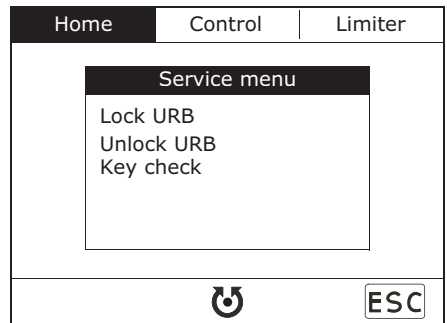 Home Control Limiter
Service menu
Lock URB
Unlock URB
Key check
ESC